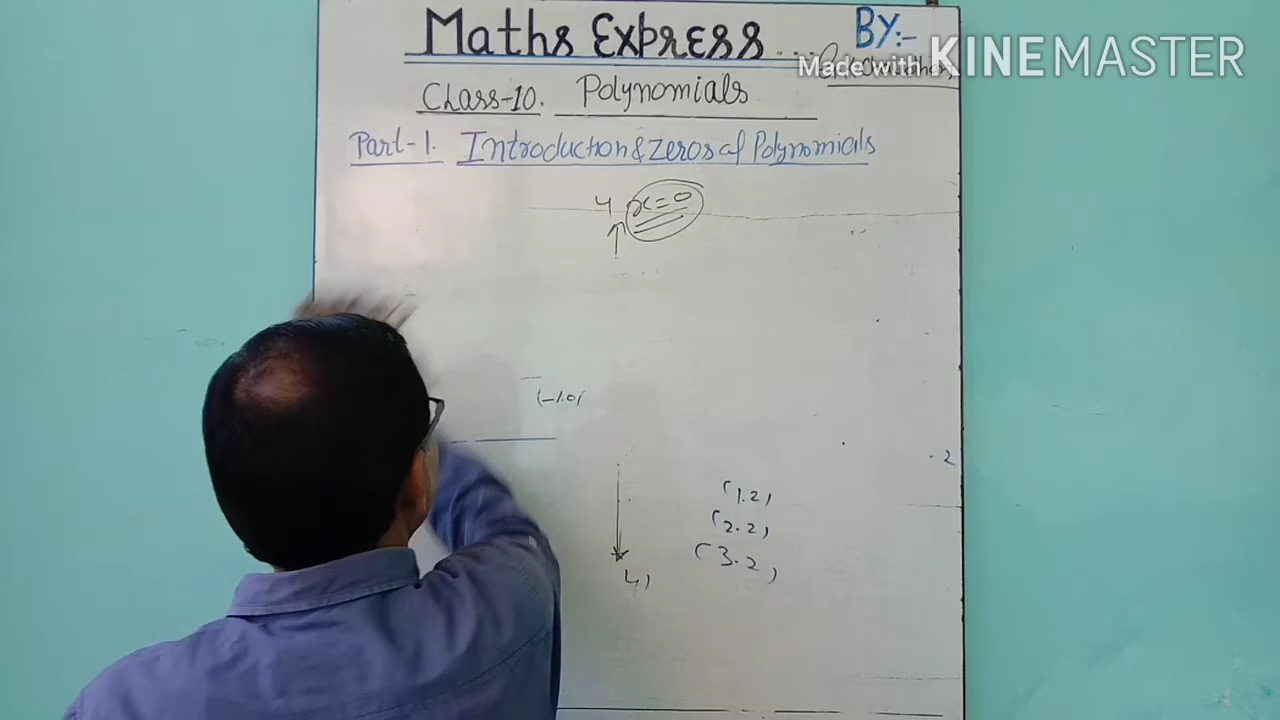 Maths Express ... BY:-
Made with KINEMASTER
Class-10. Polynomials
Part-1. Introduction & Zeros of Polynomials
y x=0
(-1.0)
. 2
(1.2)
(2.2)
(3.2)
y)